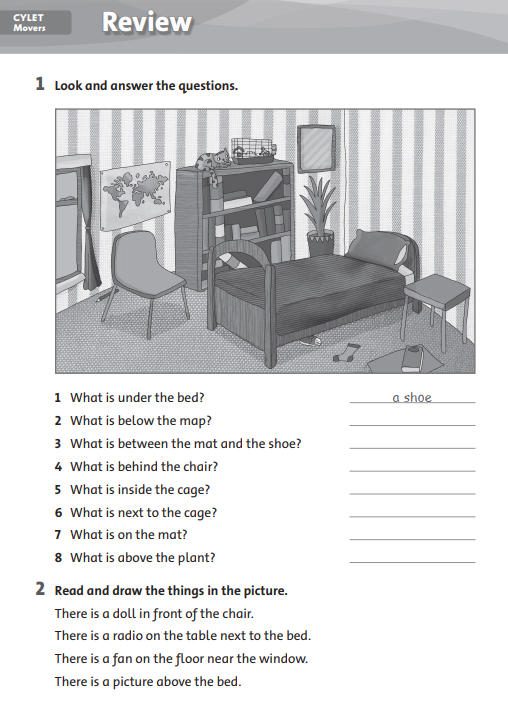 CYLET
Movers
Review
1 Look and answer the questions.
1 What is under the bed? a shoe
2 What is below the map?
3 What is between the mat and the shoe?
4 What is behind the chair?
5 What is inside the cage?
6 What is next to the cage?
7 What is on the mat?
8 What is above the plant?
2 Read and draw the things in the picture.
There is a doll in front of the chair.
There is a radio on the table next to the bed.
There is a fan on the floor near the window.
There is a picture above the bed.